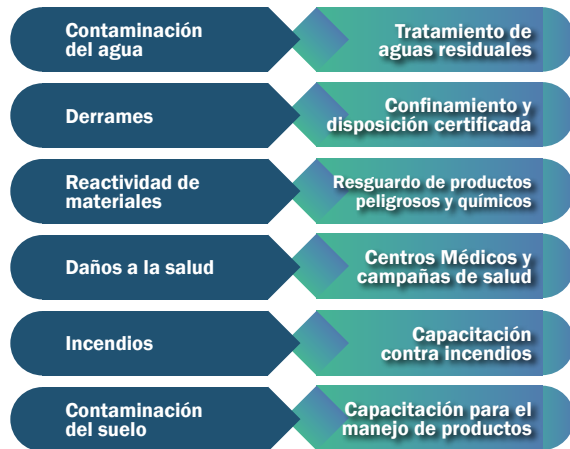 Contaminación
del agua
Tratamiento de
aguas residuales
Derrames
Confinamiento y
disposición certificada
Reactividad de
materiales
Resguardo de productos
peligrosos y químicos
Daños a la salud
Centros Médicos y
campañas de salud
Incendios
Capacitación
contra incendios
Contaminación
del suelo
Capacitación para el
manejo de productos